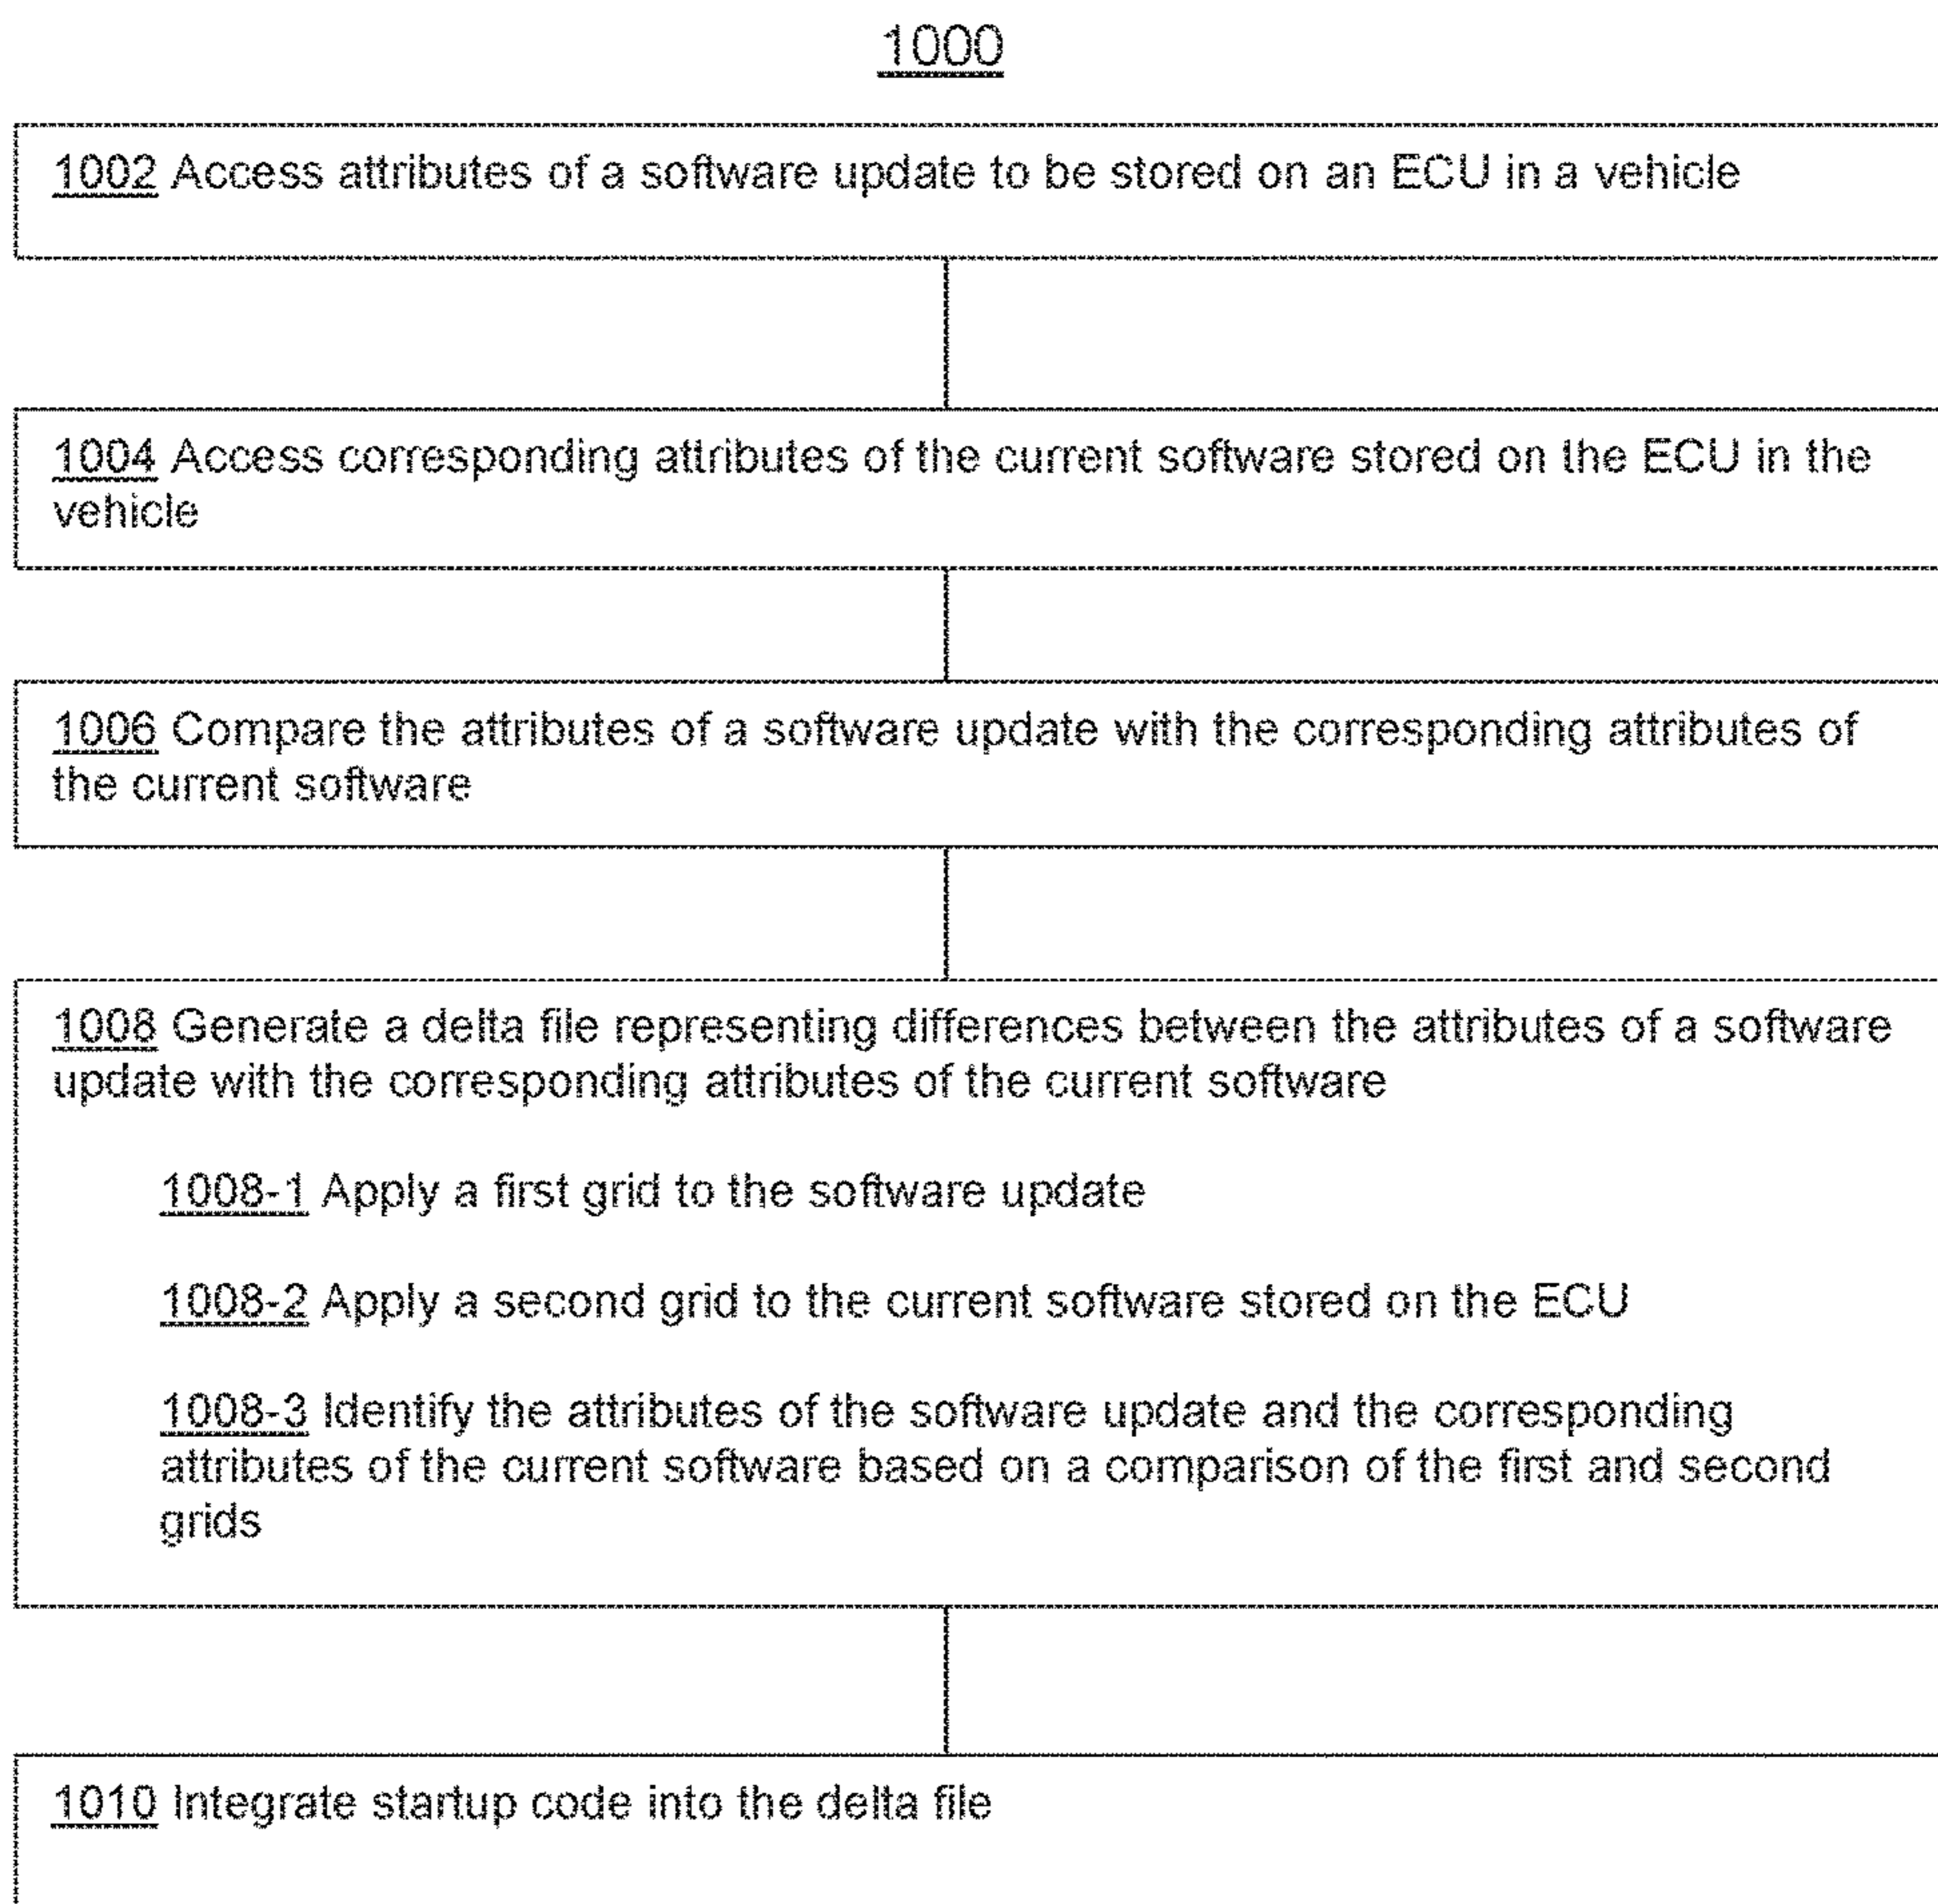 1000
1002 Access attributes of a software update to be stored on an ECU in a vehicle
1004 Access corresponding attributes of the current software stored on the ECU in the
vehicle
1006 Compare the attributes of a software update with the corresponding attributes of
the current software
1008 Generate a delta file representing differences between the attributes of a software
update with the corresponding attributes of the current software
1008-1 Apply a first grid to the software update
1008-2 Apply a second grid to the current software stored on the ECU
1008-3 Identify the attributes of the software update and the corresponding
attributes of the current software based on a comparison of the first and second
grids
1010 Integrate startup code into the delta file